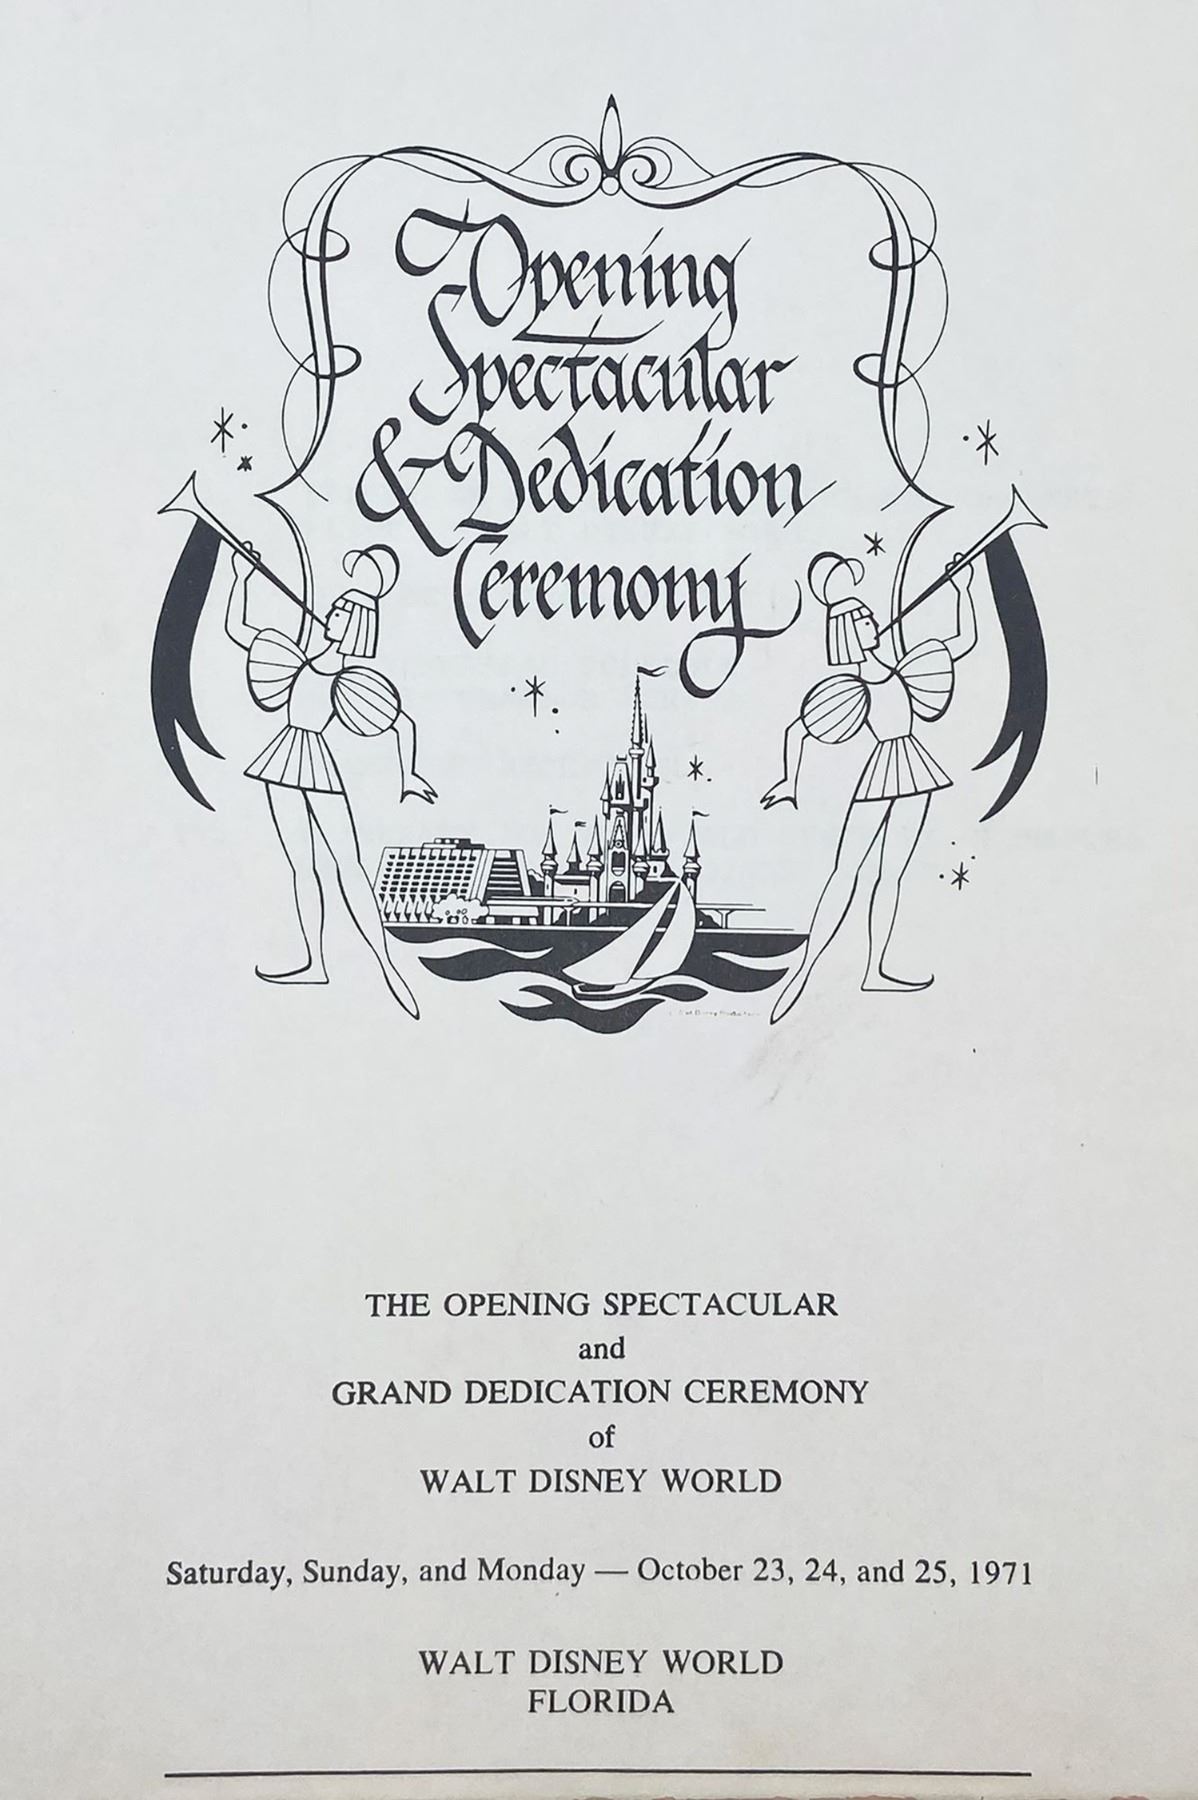 Opening
Spectacular
& Dedication
Ceremony
THE OPENING SPECTACULAR
and
GRAND DEDICATION CEREMONY
of
WALT DISNEY WORLD
Saturday, Sunday, and Monday — October 23, 24, and 25, 1971
WALT DISNEY WORLD
FLORIDA